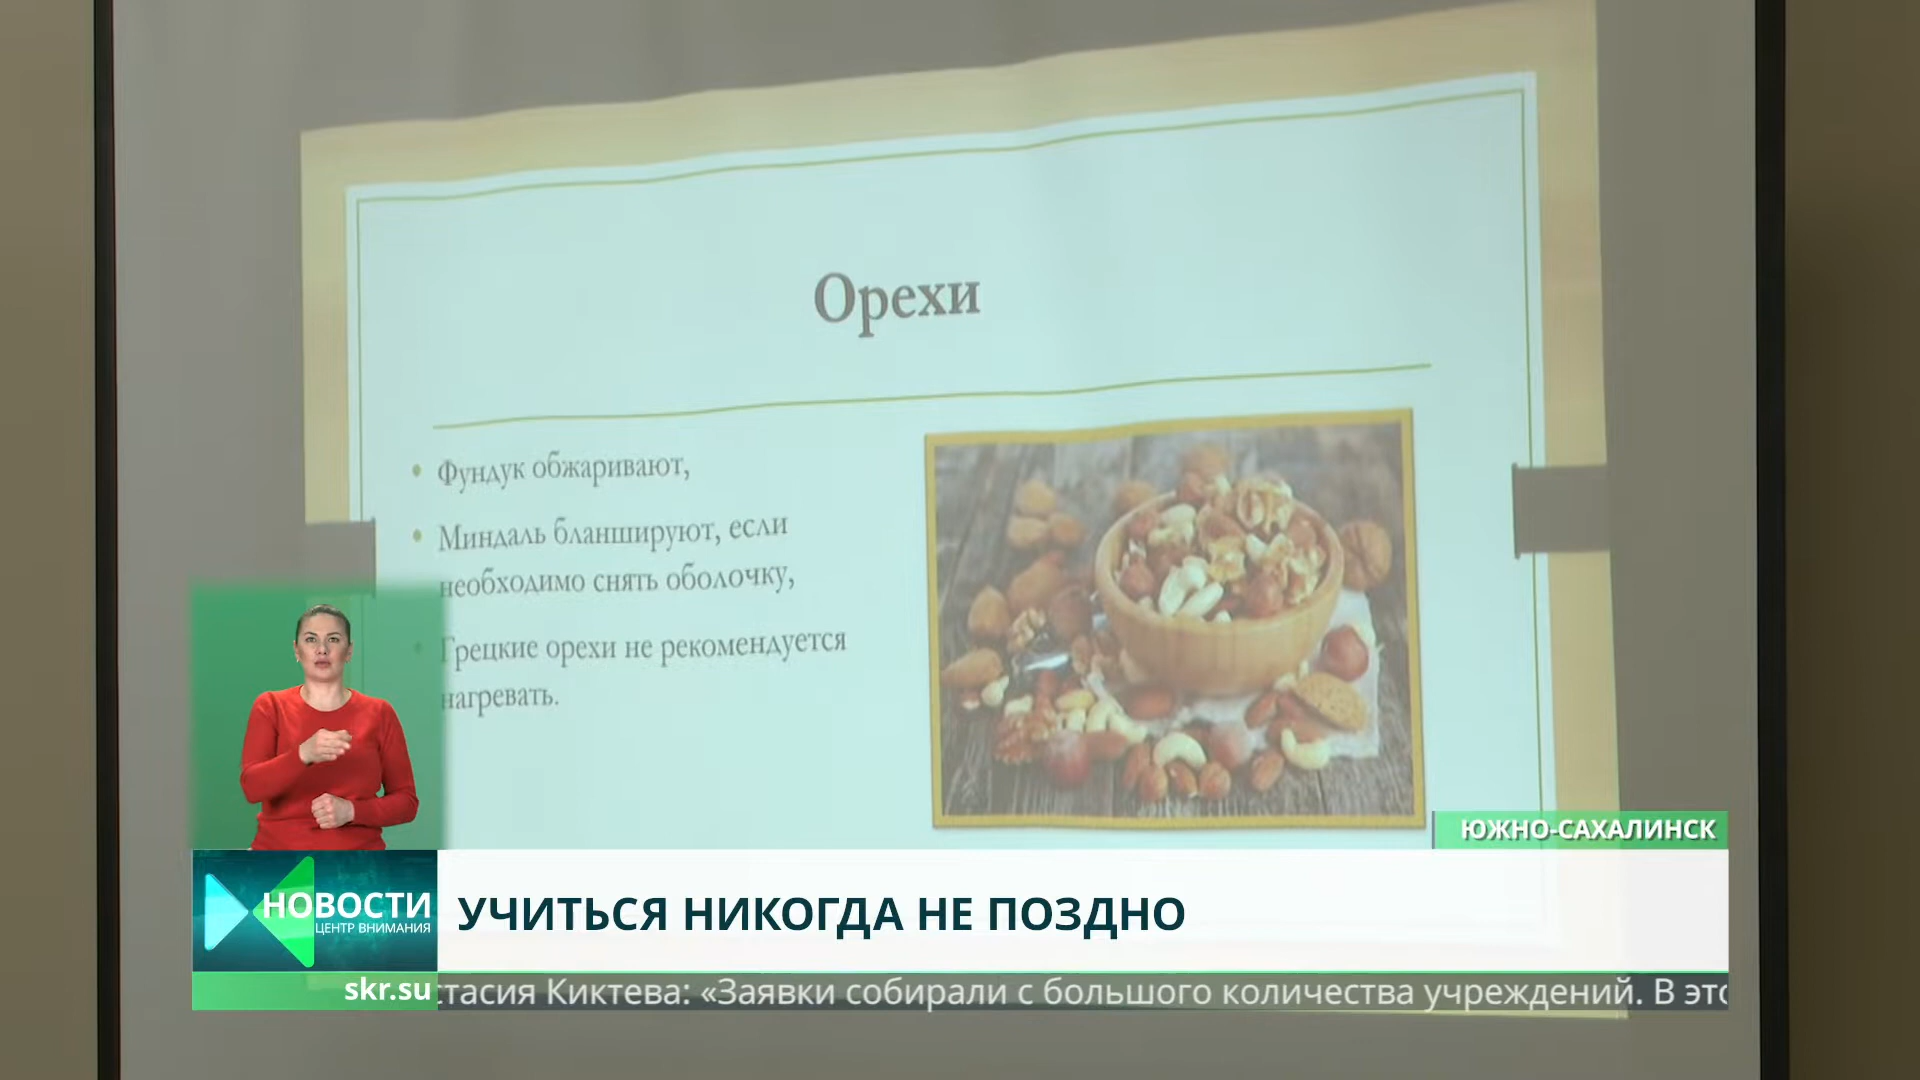 Орехи
• Фундук обжаривают,
• Миндаль бланшируют, если
необходимо снять оболочку,
• Грецкие орехи не рекомендуется
нагревать.
ЮЖНО-САХАЛИНСК
НОВОСТИ
ЦЕНТР ВНИМАНИЯ
УЧИТЬСЯ НИКОГДА НЕ ПОЗДНО
skr.su
стасия Киктева: «Заявки собирали с большого количества учреждений. В это